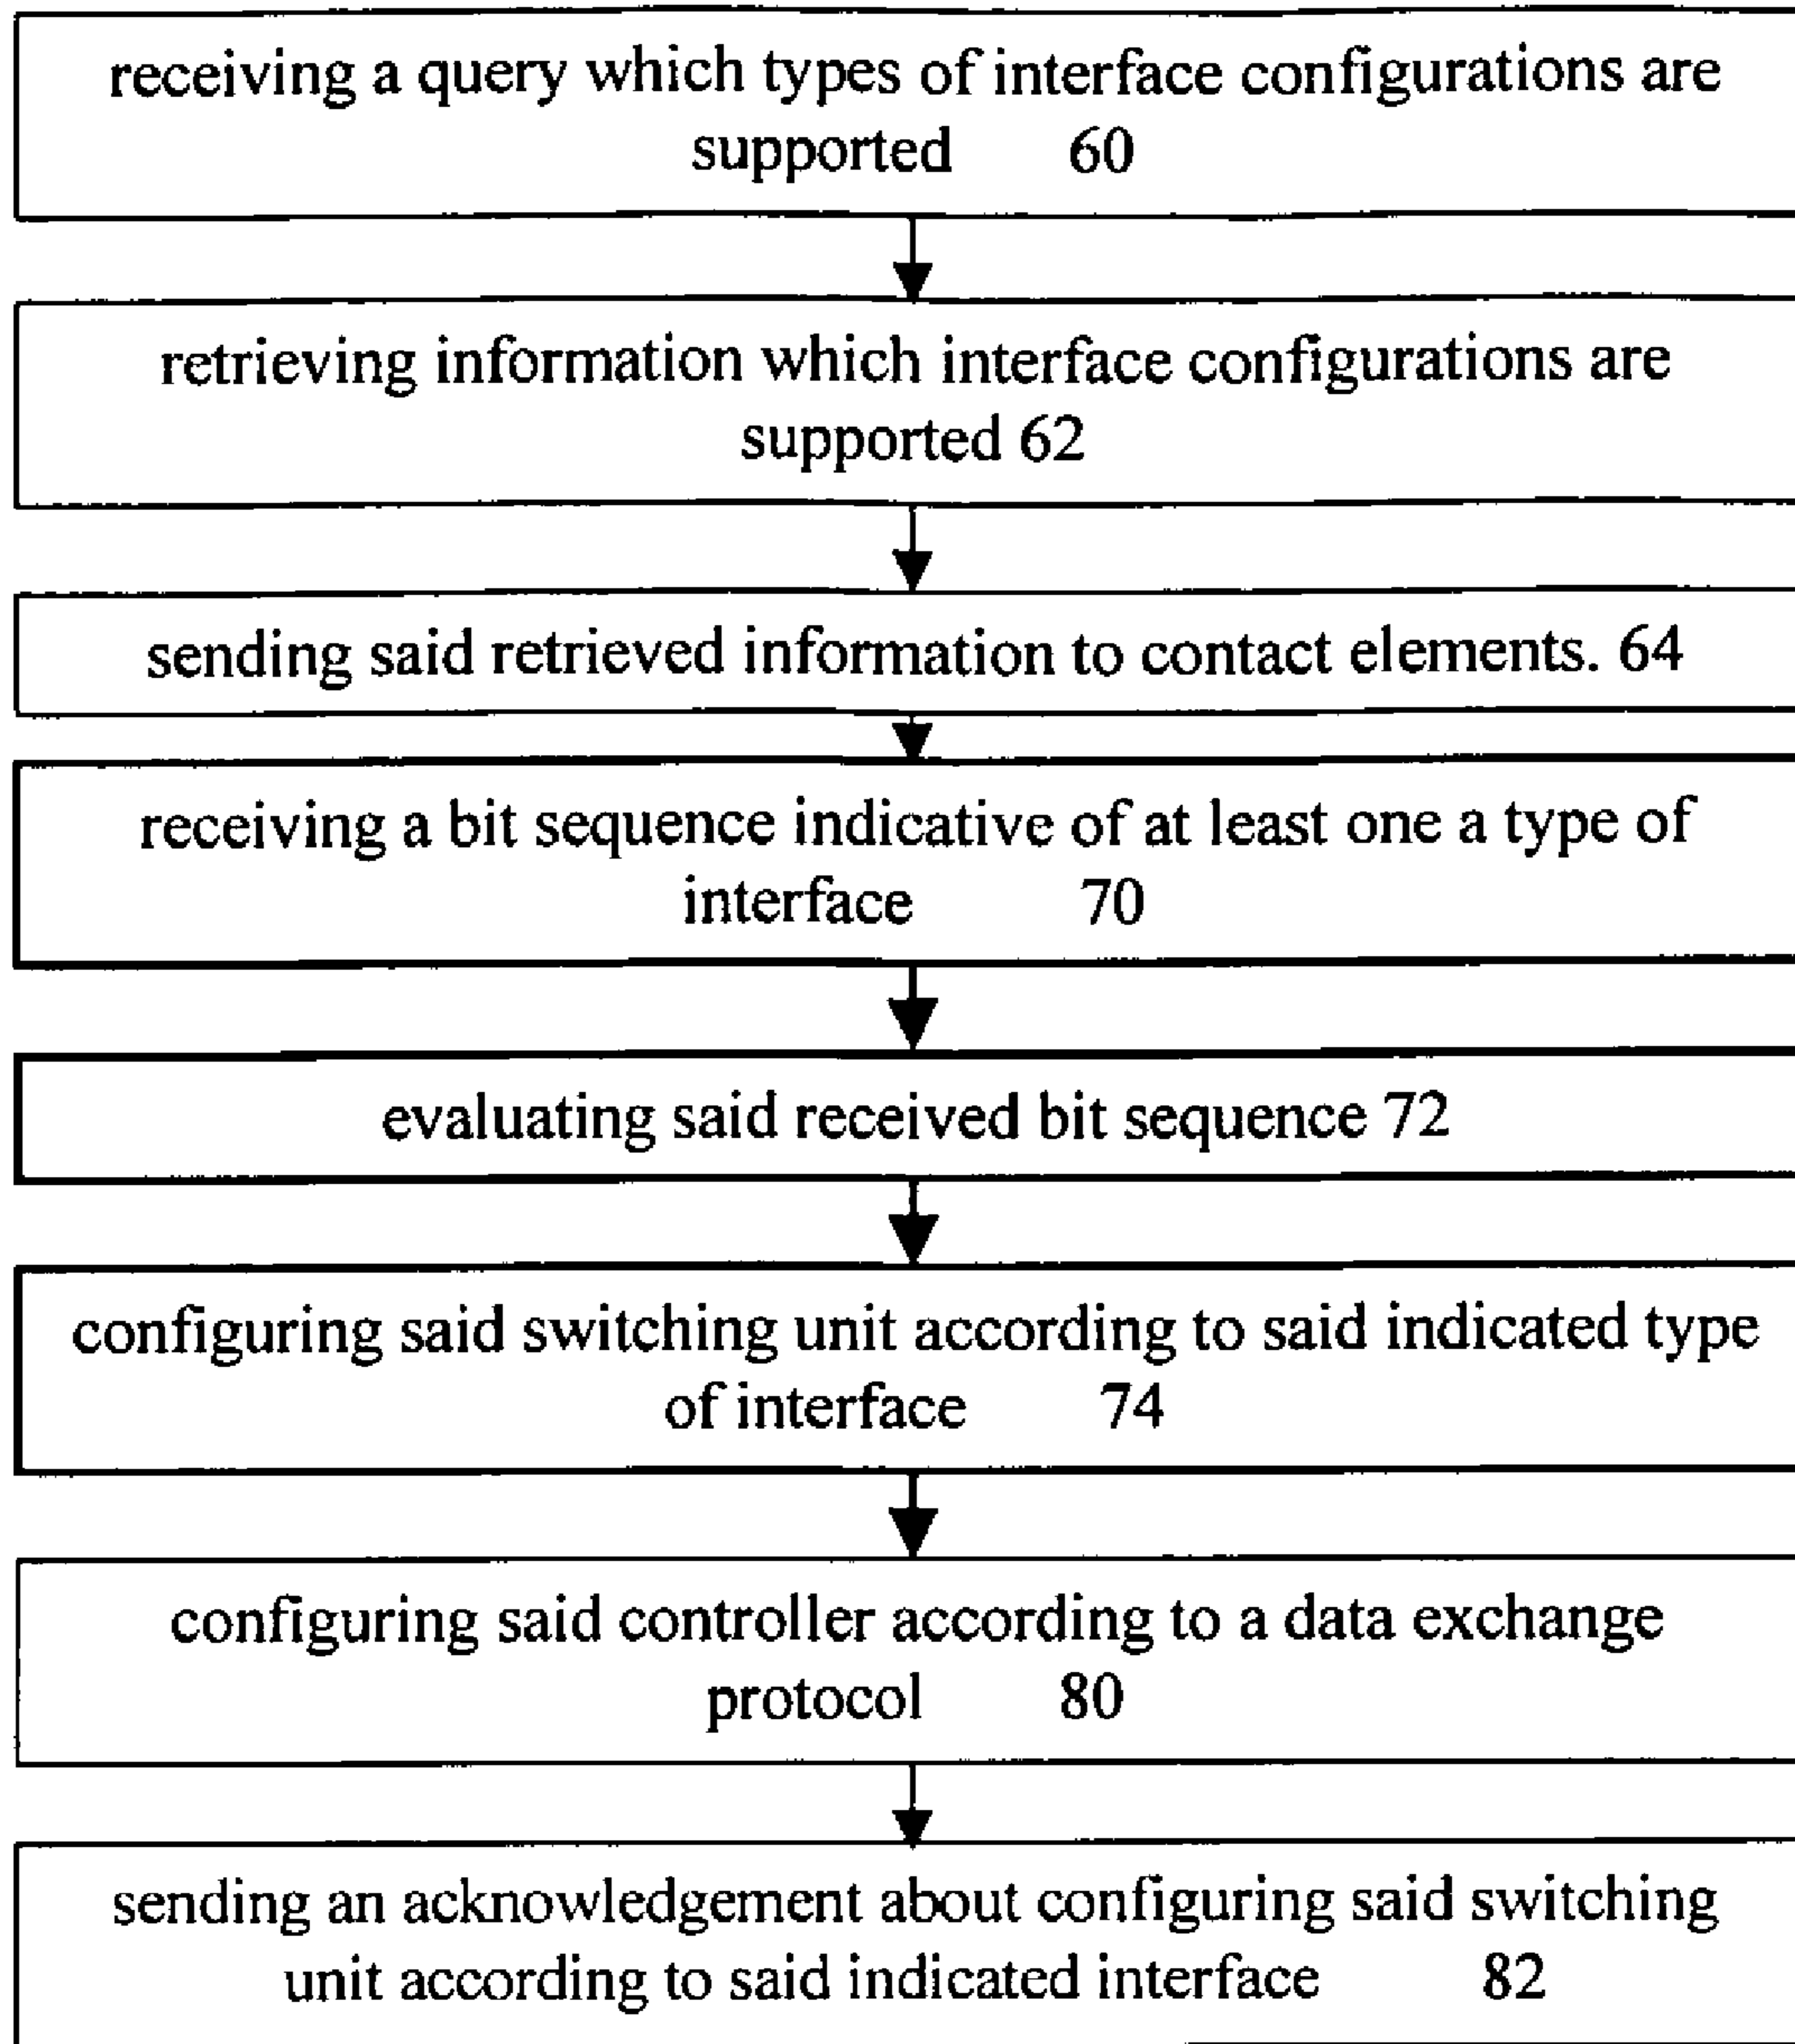 receiving a query which types of interface configurations are
supported 60
retrieving information which interface configurations are
supported 62
sending said retrieved information to contact elements. 64
receiving a bit sequence indicative of at least one a type of
interface 70
evaluating said received bit sequence 72
configuring said switching unit according to said indicated type
of interface 74
configuring said controller according to a data exchange
protocol 80
sending an acknowledgement about configuring said switching
unit according to said indicated interface 82